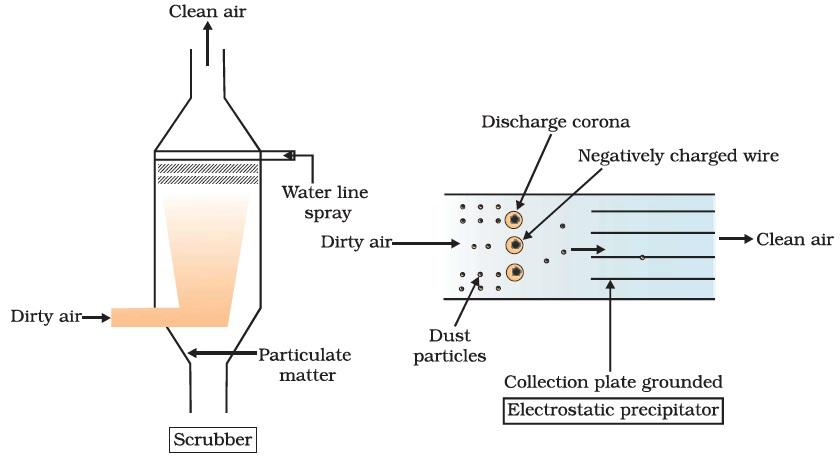 Clean air
Water line
spray
Dirty air
Particulate
matter
Scrubber
Discharge corona
Negatively charged wire
Dirty air
Clean air
Dust
particles
Collection plate grounded
Electrostatic precipitator